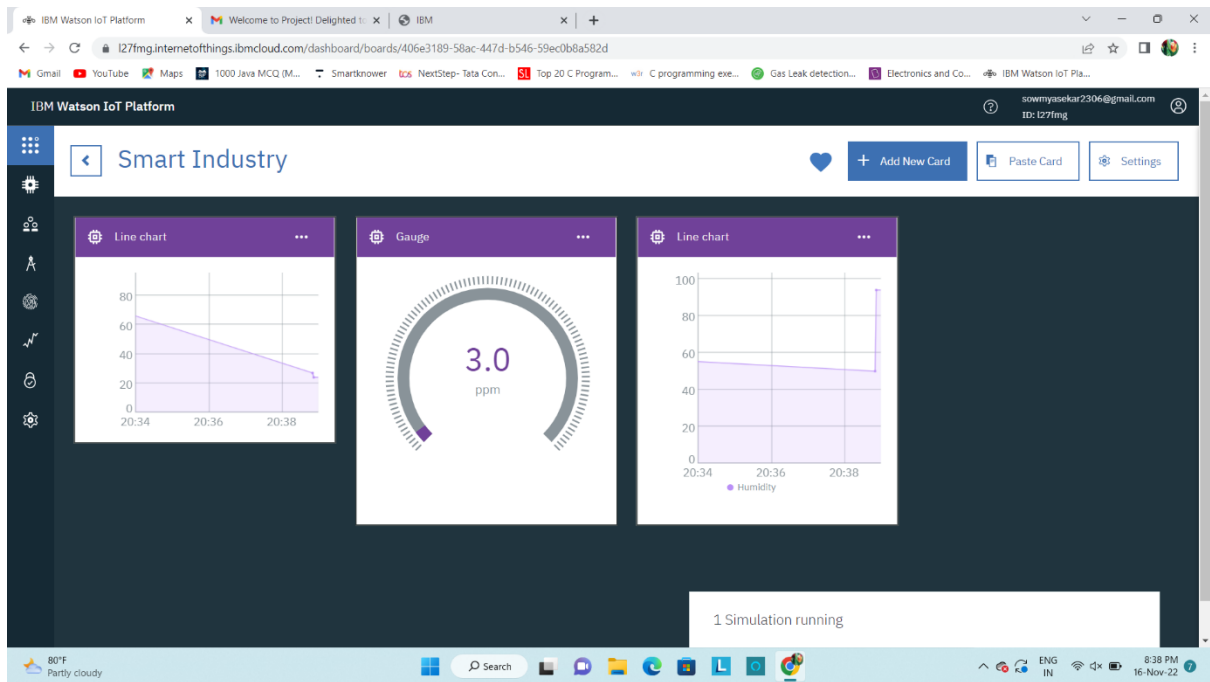 IBM Watson IoT Platform
Welcome to Project! Delighted to
IBM
l27fmg.internetofthings.ibmcloud.com/dashboard/boards/406e3189-58ac-447d-b546-59ec0b8a582d
Gmail YouTube Maps 1000 Java MCQ (M... Smartknower NextStep- Tata Con... Top 20 C Program... C programming exe... Gas Leak detection... Electronics and Co... IBM Watson IoT Pla...
IBM Watson IoT Platform
sowmyasekar2306@gmail.com
ID: l27fmg
Smart Industry
Add New Card
Paste Card
Settings
Line chart
80
60
40
20
0
20:34 20:36 20:38
Gauge
3.0
ppm
Line chart
100
80
60
40
20
0
20:34 20:36 20:38
Humidity
1 Simulation running
80°F
Partly cloudy
Search
ENG
IN
8:38 PM
16-Nov-22